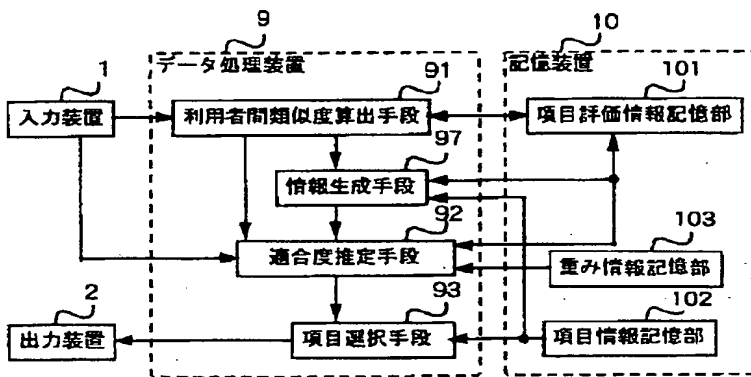 9
10
データ処理装置
記憶装置
1
91
101
入力装置
利用者間類似度算出手段
項目評価情報記憶部
97
情報生成手段
92
103
適合度推定手段
重み情報記憶部
2
93
102
出力装置
項目選択手段
項目情報記憶部